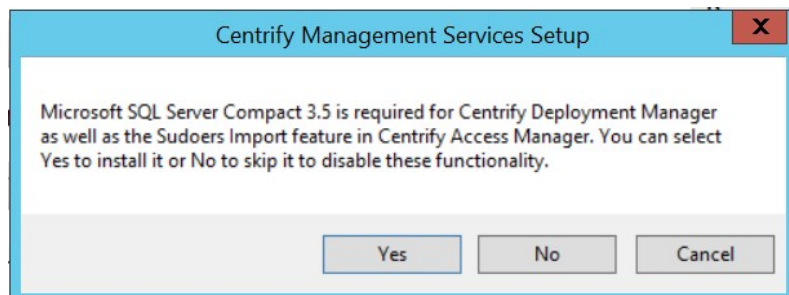 Centrify Management Services Setup
X
Microsoft SQL Server Compact 3.5 is required for Centrify Deployment Manager
as well as the Sudoers Import feature in Centrify Access Manager. You can select
Yes to install it or No to skip it to disable these functionality.
Yes No Cancel